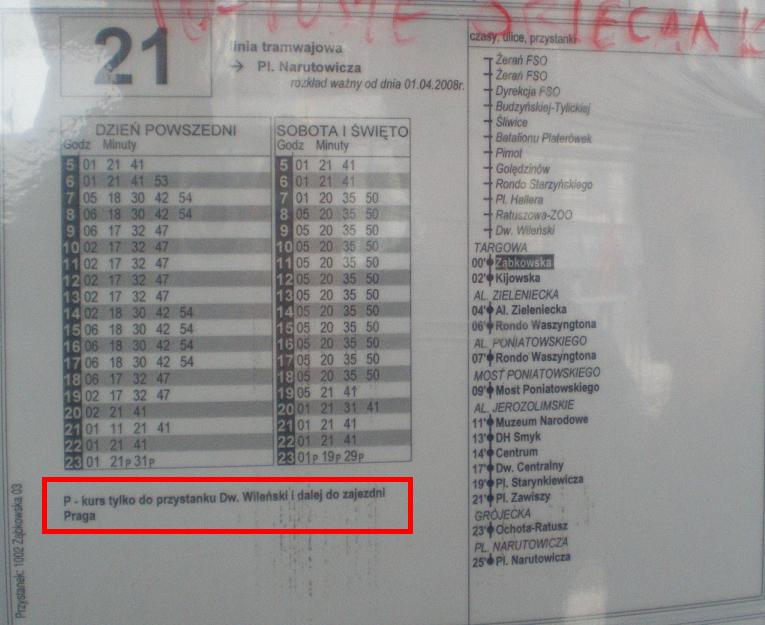 21
linia tramwajowa
→ Pl. Narutowicza
rozkład ważny od dnia 01.04.2008r.
DZIEŃ POWSZEDNI
Godz Minuty
5 01 21 41
6 01 21 41 53
7 05 18 30 42 54
8 06 18 30 42 54
9 06 17 32 47
10 02 17 32 47
11 02 17 32 47
12 02 17 32 47
13 02 17 32 47
14 02 18 30 42 54
15 06 18 30 42 54
16 06 18 30 42 54
17 06 18 30 42 54
18 06 17 32 47
19 02 17 32 47
20 02 21 41
21 01 11 21 41
22 01 21 41
23 01 21P 31P
SOBOTA I ŚWIĘTO
Godz Minuty
5 01 21 41
6 01 21 41
7 01 20 35 50
8 05 20 35 50
9 05 20 35 50
10 05 20 35 50
11 05 20 35 50
12 05 20 35 50
13 05 20 35 50
14 05 20 35 50
15 05 20 35 50
16 05 20 35 50
17 05 20 35 50
18 05 20 35 50
19 05 21 41
20 01 21 31 41
21 01 21 41
22 01 21 41
23 01P 19P 29P
P - kurs tylko do przystanku Dw. Wileński i dalej do zajezdni
Praga
Przystanek: 1002 Ząbkowska 03
czasy, ulice, przystanki
Żerań FSO
Żerań FSO
Dyrekcja FSO
Budzyńskiej-Tylickiej
Śliwice
Batalionu Platerówek
Pimot
Golędzinów
Rondo Starzyńskiego
Pl. Hallera
Ratuszowa-ZOO
Dw. Wileński
TARGOWA
00' Ząbkowska
02' Kijowska
AL. ZIELENIECKA
04' Al. Zieleniecka
06' Rondo Waszyngtona
AL. PONIATOWSKIEGO
07' Rondo Waszyngtona
MOST PONIATOWSKIEGO
09' Most Poniatowskiego
AL. JEROZOLIMSKIE
11' Muzeum Narodowe
13' DH Smyk
14' Centrum
17' Dw. Centralny
19' Pl. Starynkiewicza
21' Pl. Zawiszy
GRÓJECKA
23' Ochota-Ratusz
PL. NARUTOWICZA
25' Pl. Narutowicza